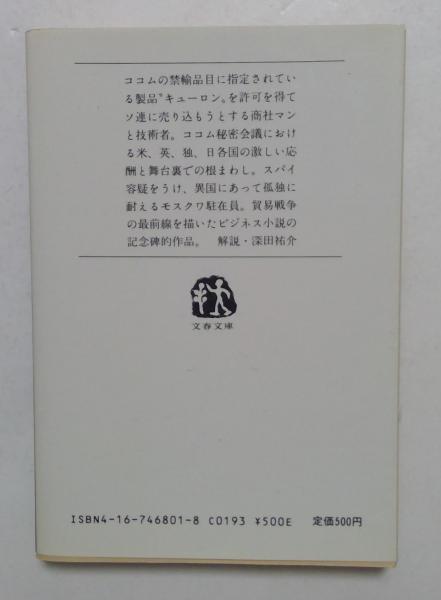 ココムの禁輸品目に指定されてい
る製品〝キューロン〟を許可を得て
ソ連に売り込もうとする商社マン
と技術者。ココム秘密会議におけ
る米、英、独、日各国の激しい応
酬と舞台裏での根まわし。スパイ
容疑をうけ、異国にあって孤独に
耐えるモスクワ駐在員。貿易戦争
の最前線を描いたビジネス小説の
記念碑的作品。 解説・深田祐介
文春文庫
ISBN4-16-746801-8 C0193 ¥500E 定価500円